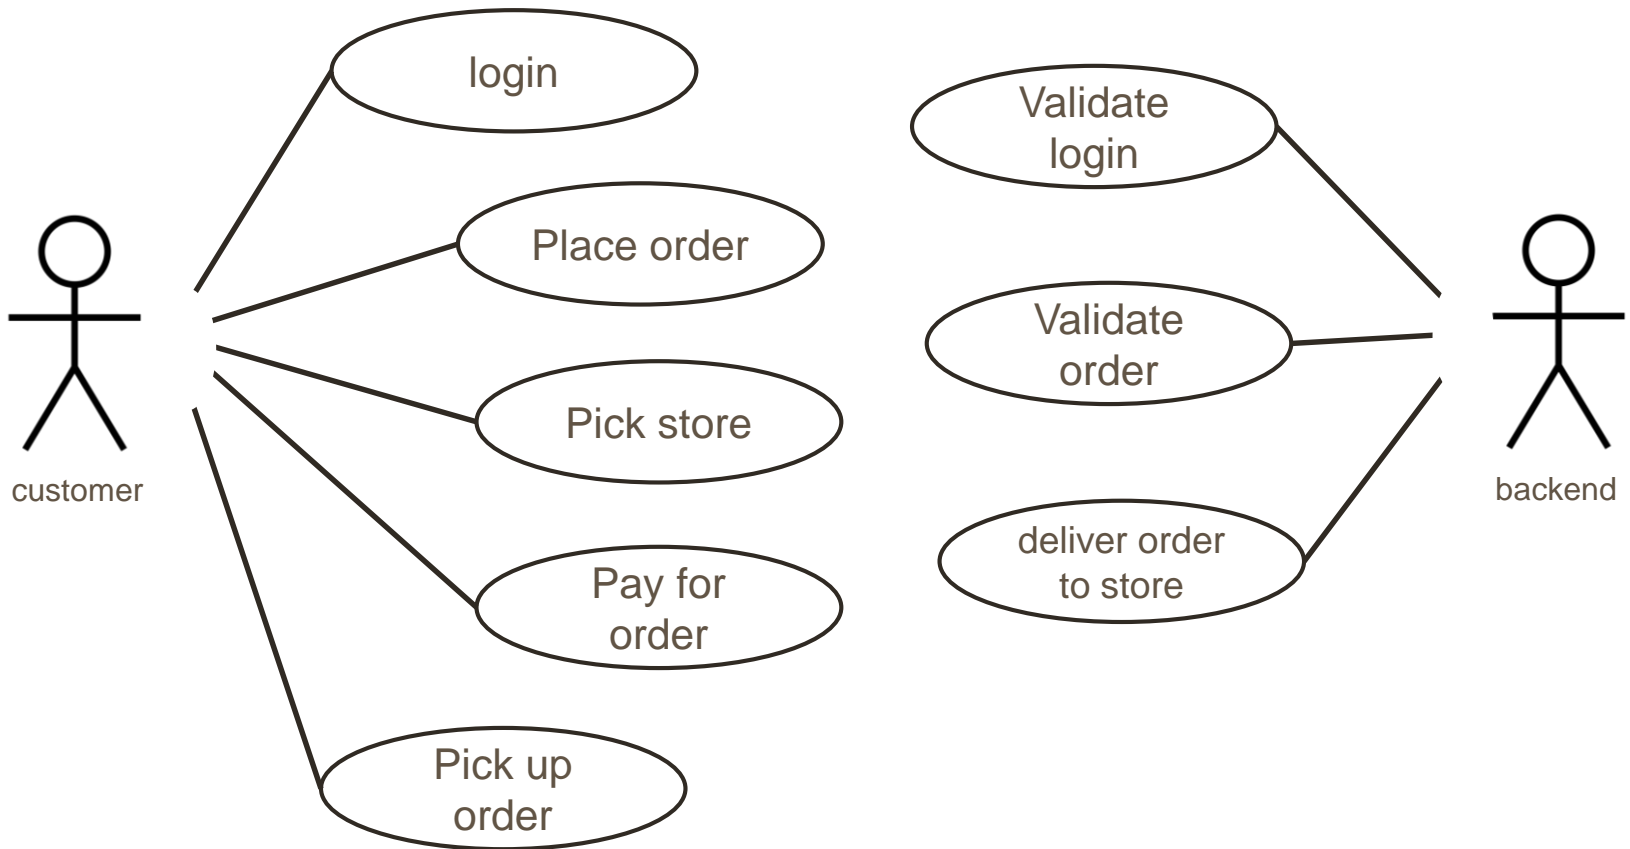 login
Place order
Pick store
Pay for
order
Pick up
order
customer
Validate
login
Validate
order
deliver order
to store
backend